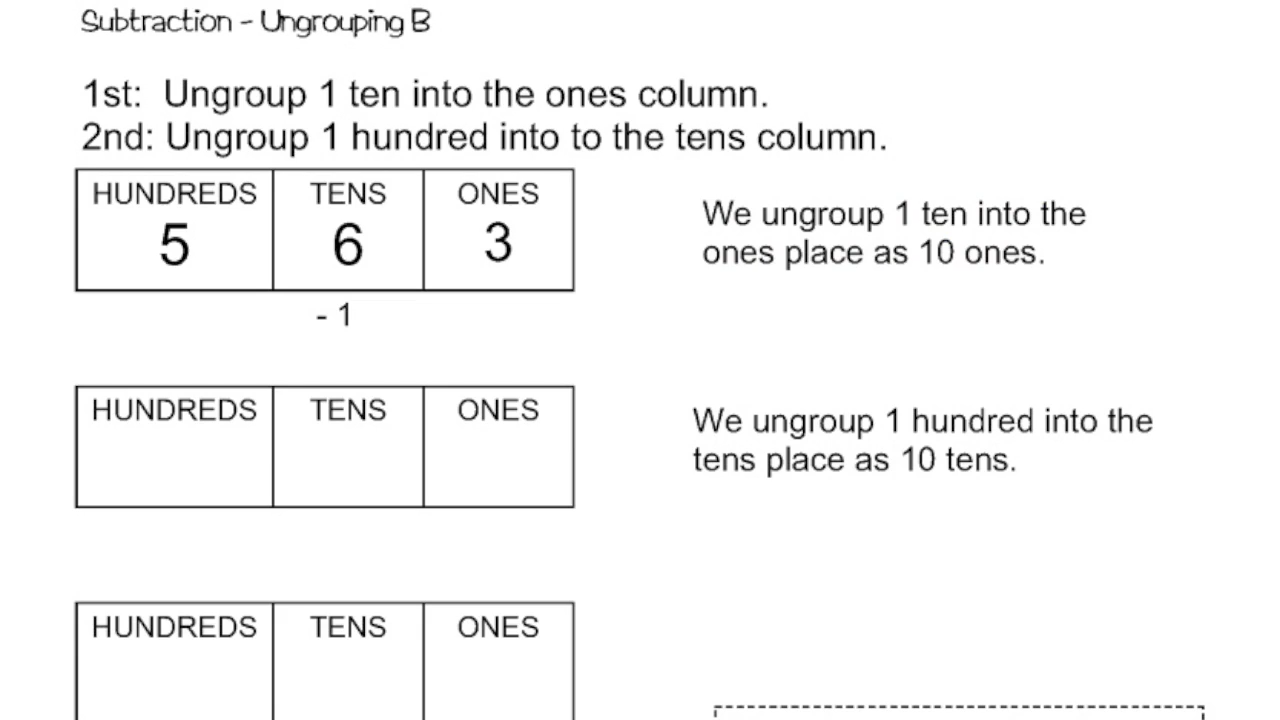 Subtraction - Ungrouping B
1st: Ungroup 1 ten into the ones column.
2nd: Ungroup 1 hundred into to the tens column.
HUNDREDS TENS ONES
5 6 3
We ungroup 1 ten into the
ones place as 10 ones.
- 1
HUNDREDS TENS ONES
We ungroup 1 hundred into the
tens place as 10 tens.
HUNDREDS TENS ONES